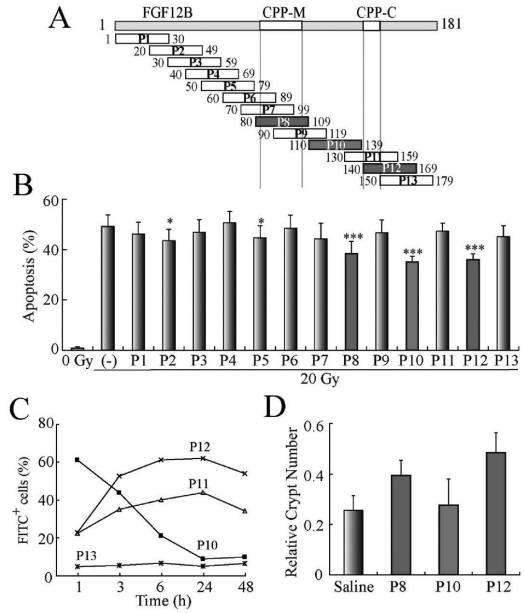 A
FGF12B CPP-M CPP-C
1 181
1 P1 30
20 P2 49
30 P3 59
40 P4 69
50 P5 79
60 P6 89
70 P7 99
80 P8 109
90 P9 119
110 P10 139
130 P11 159
140 P12 169
150 P13 179
B
Apoptosis (%)
60
40
20
0
* * *** *** ***
0 Gy (-) P1 P2 P3 P4 P5 P6 P7 P8 P9 P10 P11 P12 P13
20 Gy
C
FITC+ cells (%)
80
60
40
20
0
P12
P11
P10
P13
1 3 6 24 48
Time (h)
D
Relative Crypt Number
0.6
0.4
0.2
0
Saline P8 P10 P12